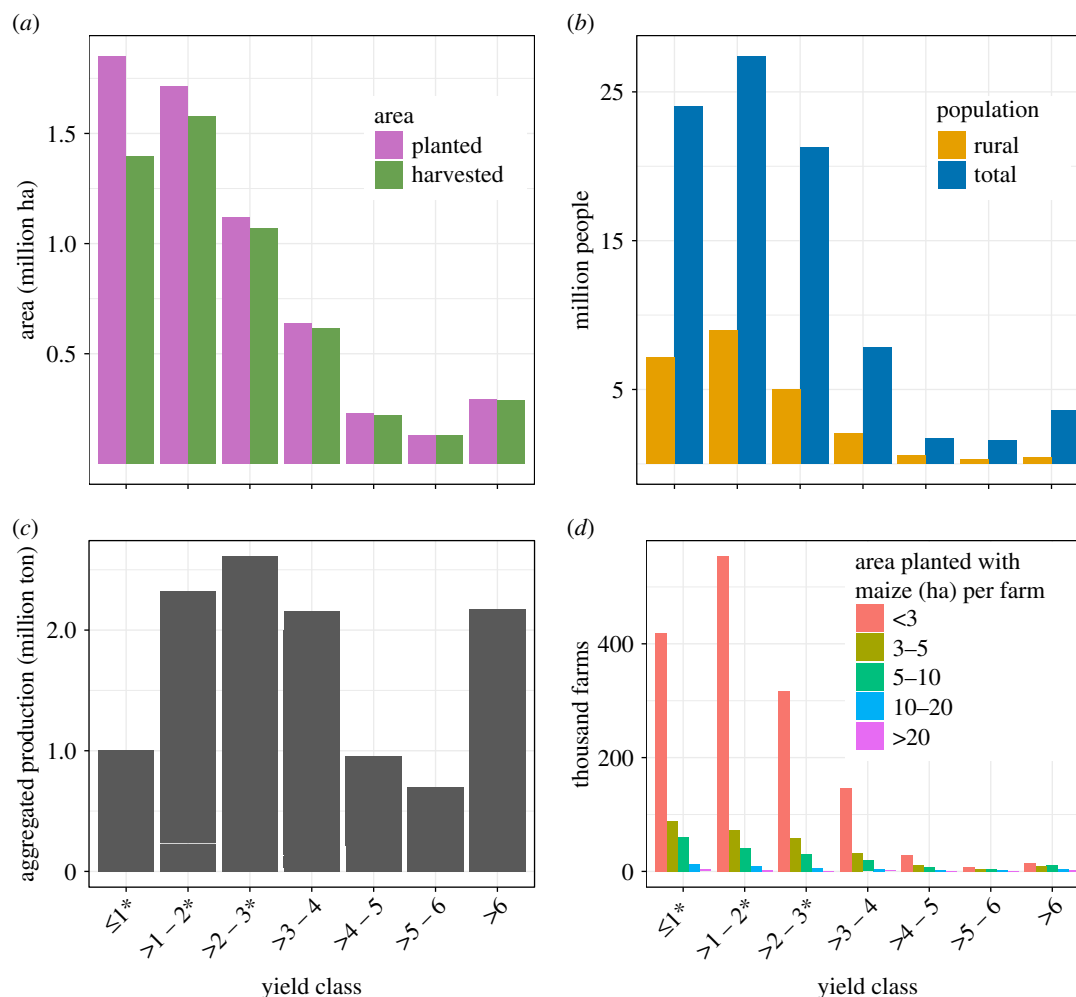 (a)
area (million ha)
1.5
1.0
0.5
area
planted
harvested
(b)
million people
25
15
5
population
rural
total
(c)
aggregated production (million ton)
2.0
1.0
0
≤1*
>1 – 2*
>2 – 3*
>3 – 4
>4 – 5
>5 – 6
>6
yield class
(d)
thousand farms
400
200
0
area planted with
maize (ha) per farm
<3
3–5
5–10
10–20
>20
≤1*
>1 – 2*
>2 – 3*
>3 – 4
>4 – 5
>5 – 6
>6
yield class